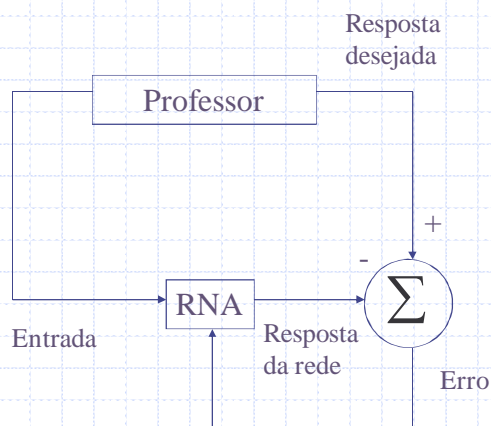 Resposta
desejada
Professor
+
-
RNA
Σ
Entrada
Resposta
da rede
Erro